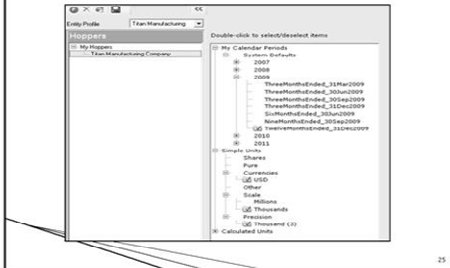 Entity Profile Titan Manufacturing
Hoppers
Double-click to select/deselect items
My Hoppers
Titan Manufacturing Company
My Calendar Periods
System Defaults
2007
2008
2009
ThreeMonthsEnded_31Mar2009
ThreeMonthsEnded_30Jun2009
ThreeMonthsEnded_30Sep2009
ThreeMonthsEnded_31Dec2009
SixMonthsEnded_30Jun2009
NineMonthsEnded_30Sep2009
TwelveMonthsEnded_31Dec2009
2010
2011
Simple Units
Shares
Pure
Currencies
USD
Other
Scale
Millions
Thousands
Precision
Thousand (3)
Calculated Units
25